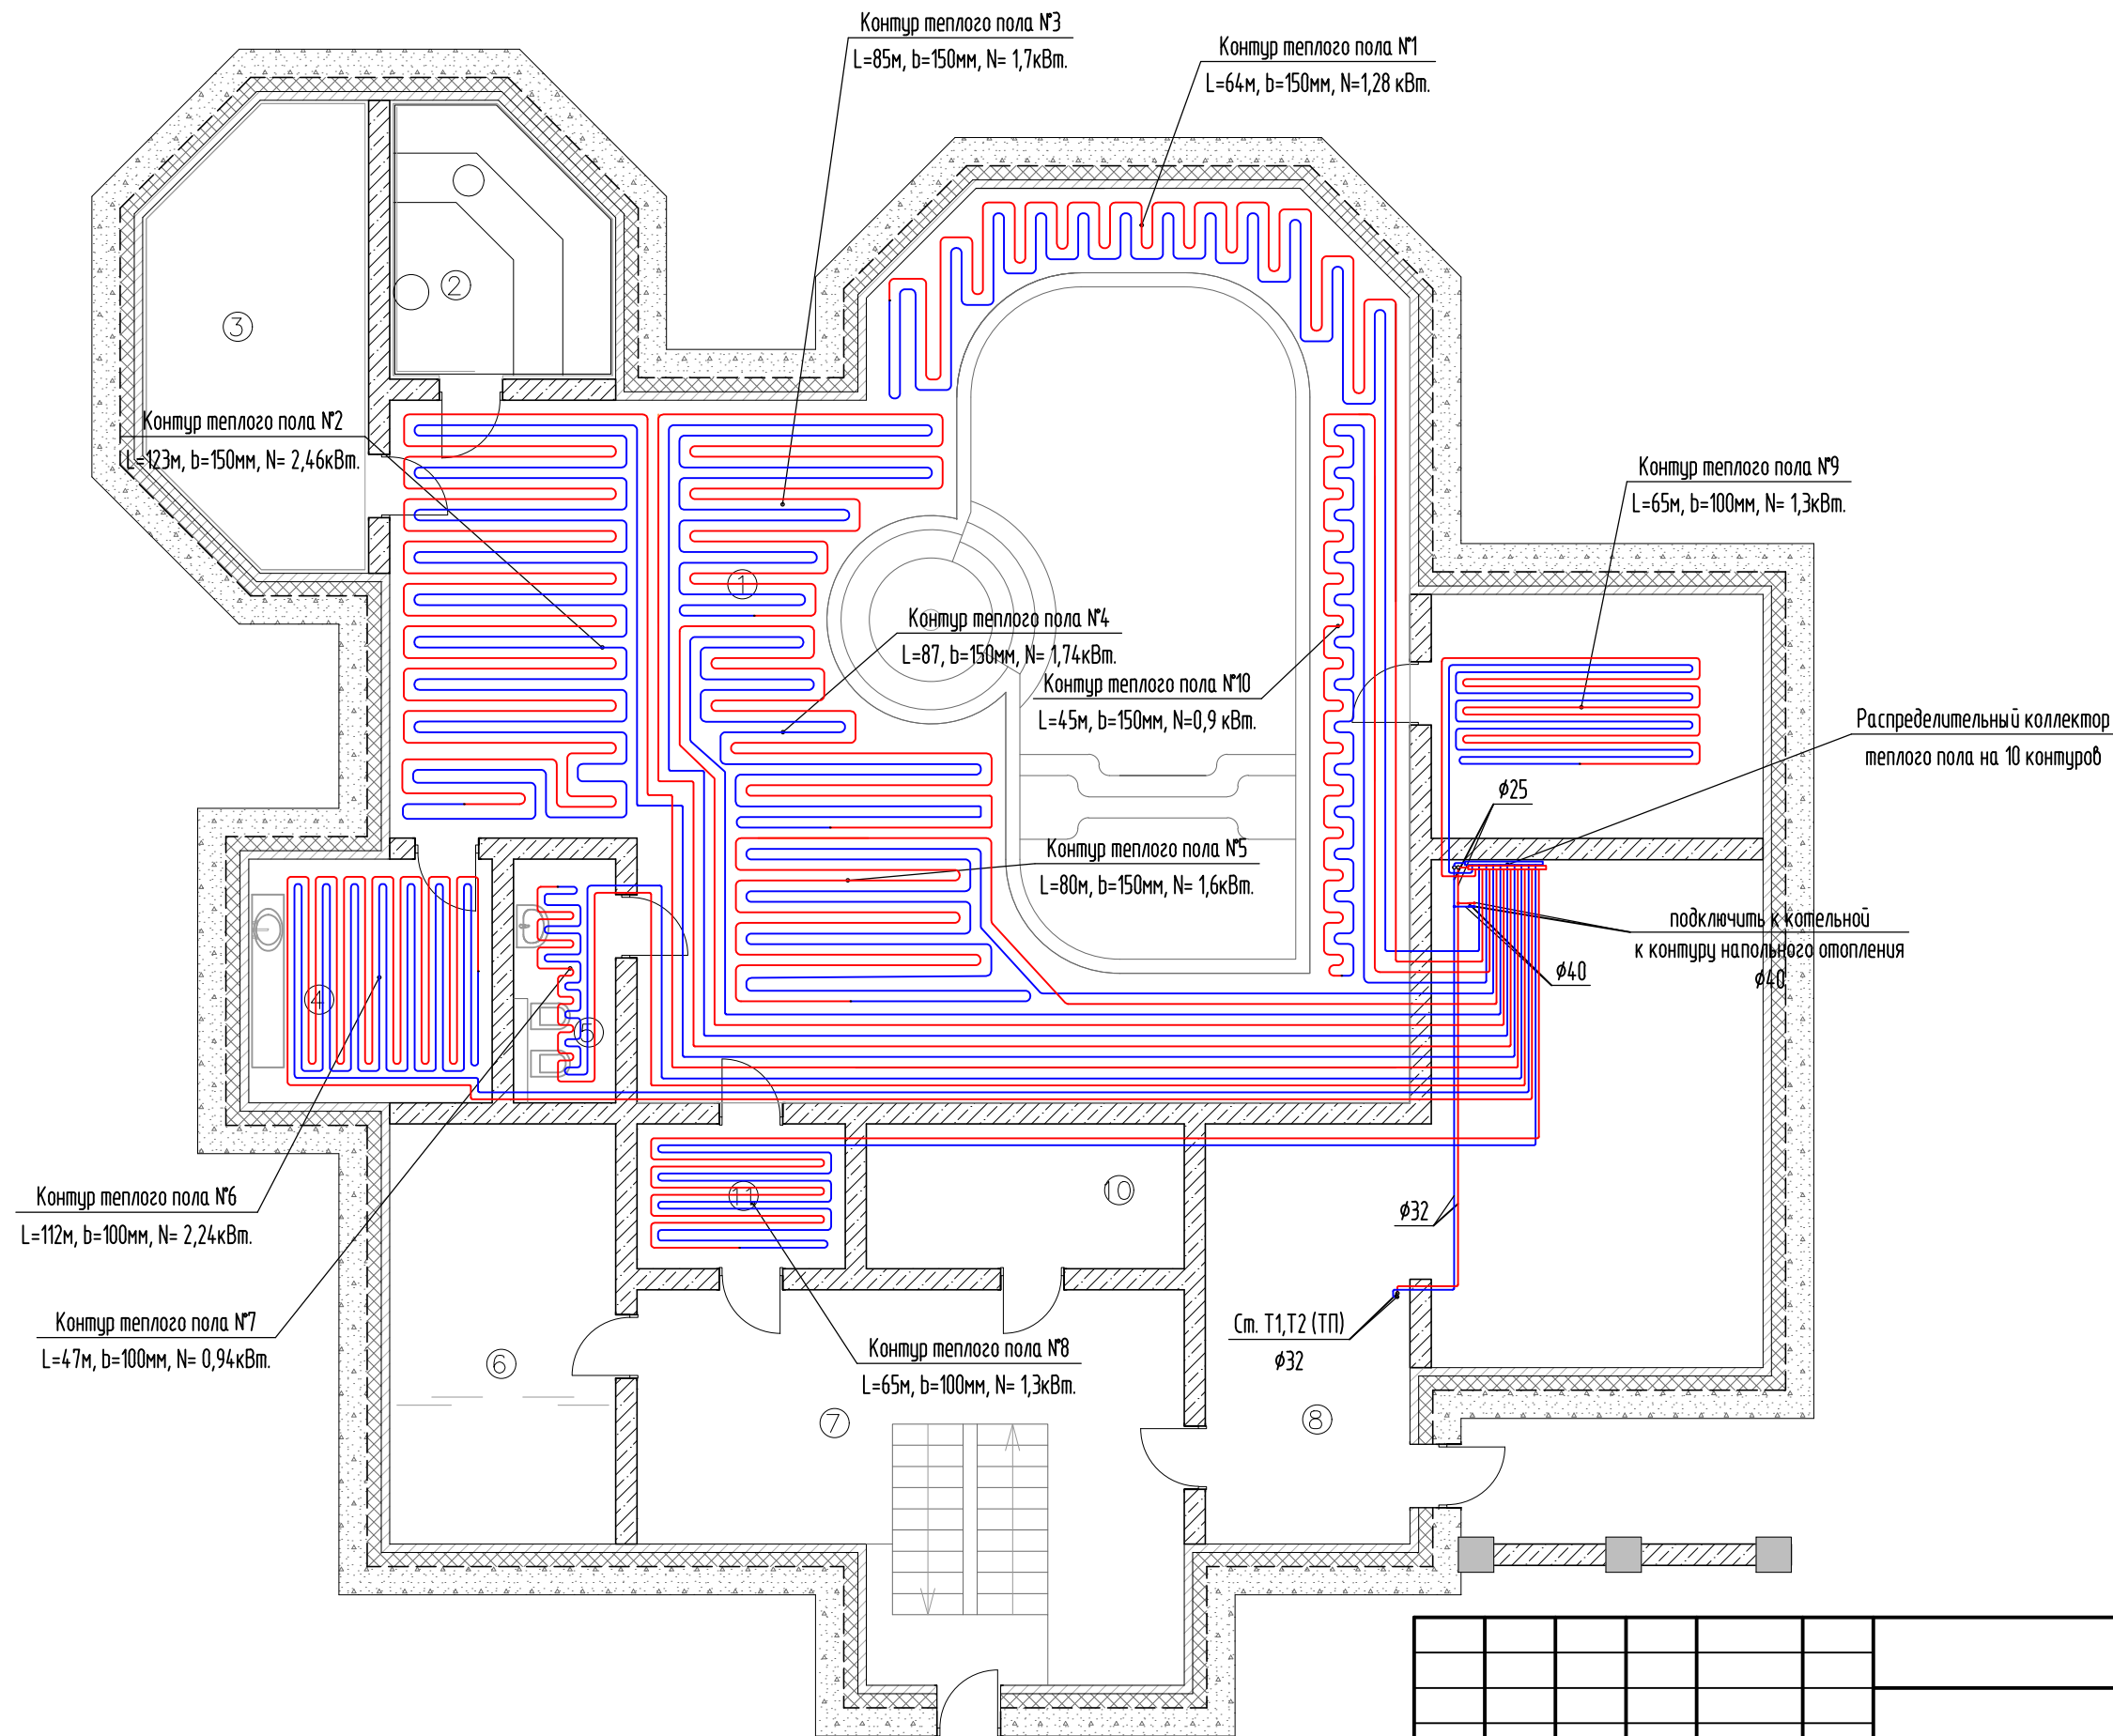 Контур теплого пола №3
L=85м, b=150мм, N= 1,7кВт.
Контур теплого пола №1
L=64м, b=150мм, N=1,28 кВт.
2
3
Контур теплого пола №2
L=123м, b=150мм, N= 2,46кВт.
Контур теплого пола №9
L=65м, b=100мм, N= 1,3кВт.
1
Контур теплого пола №4
L=87, b=150мм, N= 1,74кВт.
Контур теплого пола №10
L=45м, b=150мм, N=0,9 кВт.
Распределительный коллектор
теплого пола на 10 контуров
ϕ25
Контур теплого пола №5
L=80м, b=150мм, N= 1,6кВт.
подключить к котельной
к контуру напольного отопления
ϕ40
ϕ40
4
5
Контур теплого пола №6
L=112м, b=100мм, N= 2,24кВт.
11
10
ϕ32
Контур теплого пола №7
L=47м, b=100мм, N= 0,94кВт.
Ст. Т1,Т2 (ТП)
ϕ32
Контур теплого пола №8
L=65м, b=100мм, N= 1,3кВт.
6
7
8